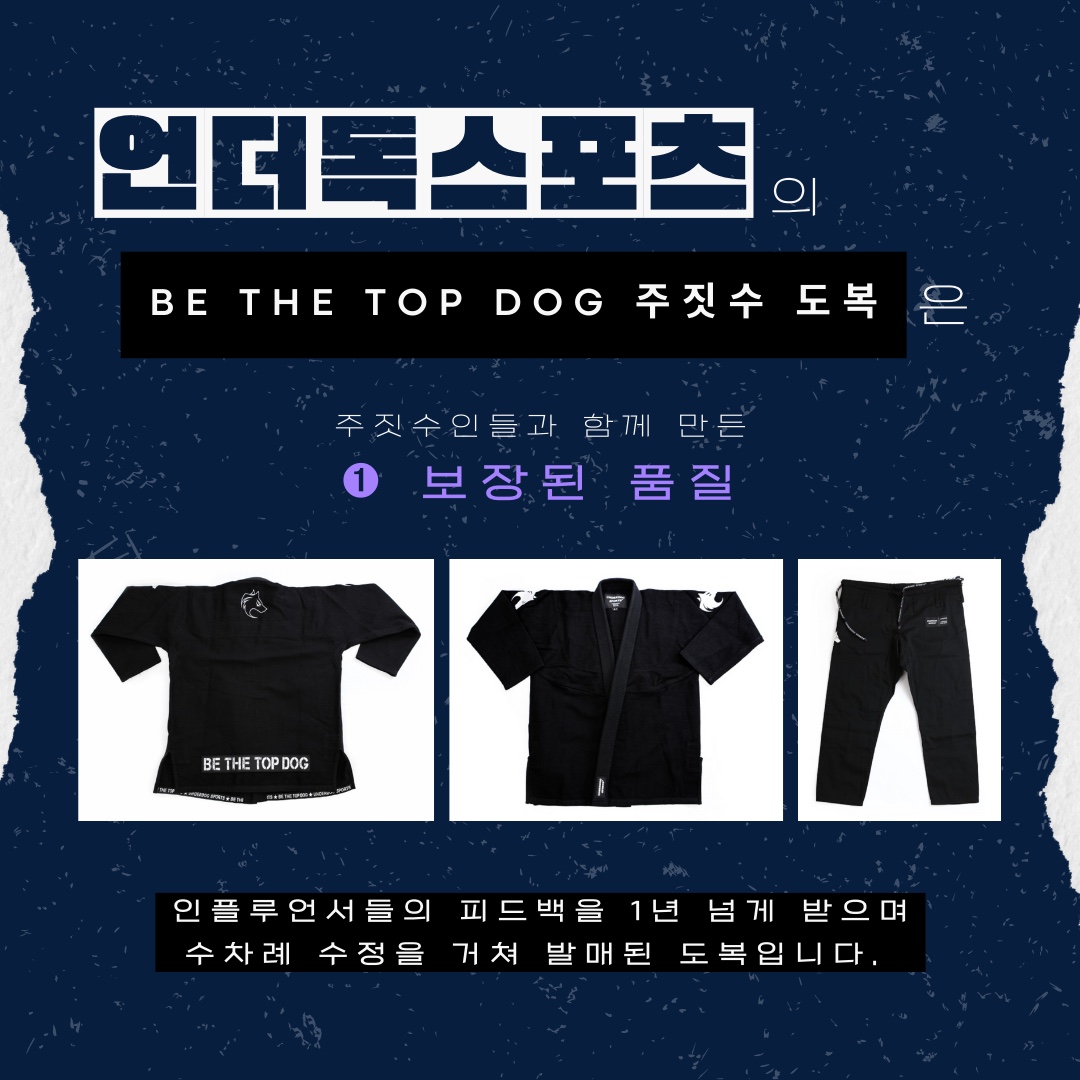 언더독스포츠 의
BE THE TOP DOG 주짓수 도복 은
주짓수인들과 함께 만든
❶ 보장된 품질
BE THE TOP DOG
인플루언서들의 피드백을 1년 넘게 받으며
수차례 수정을 거쳐 발매된 도복입니다.